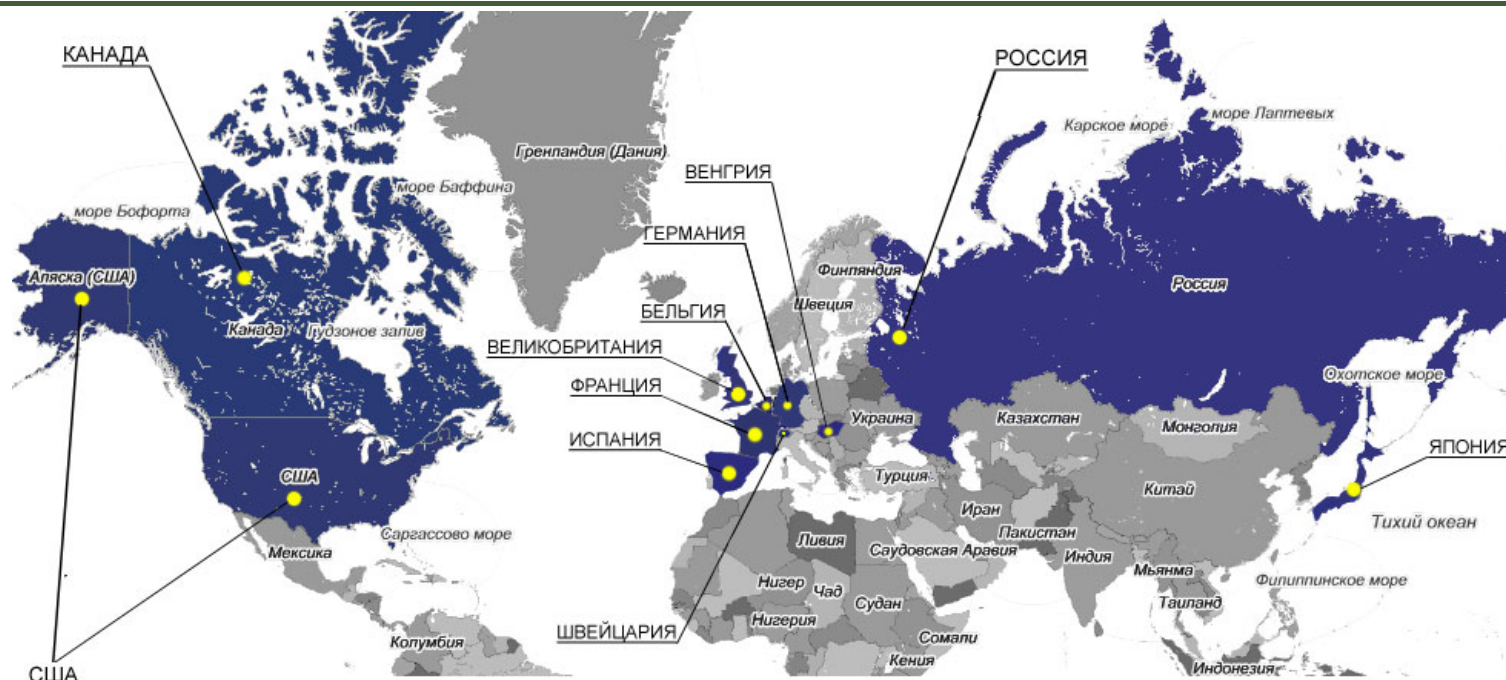 КАНАДА
РОССИЯ
море Лаптевых
Карское море
Гренландия (Дания)
ВЕНГРИЯ
море Баффина
море Бофорта
ГЕРМАНИЯ
Аляска (США)
Финляндия
Россия
Швеция
БЕЛЬГИЯ
Канада
Гудзонов залив
ВЕЛИКОБРИТАНИЯ
Охотское море
ФРАНЦИЯ
Украина
Казахстан
Монголия
ИСПАНИЯ
ЯПОНИЯ
США
Турция
Китай
Иран
Тихий океан
Саргассово море
Пакистан
Ливия
Саудовская Аравия
Мексика
Индия
Мьянма
Нигер
Чад
Филиппинское море
Судан
Таиланд
Нигерия
ШВЕЙЦАРИЯ
Колумбия
Сомали
Кения
Индонезия
США